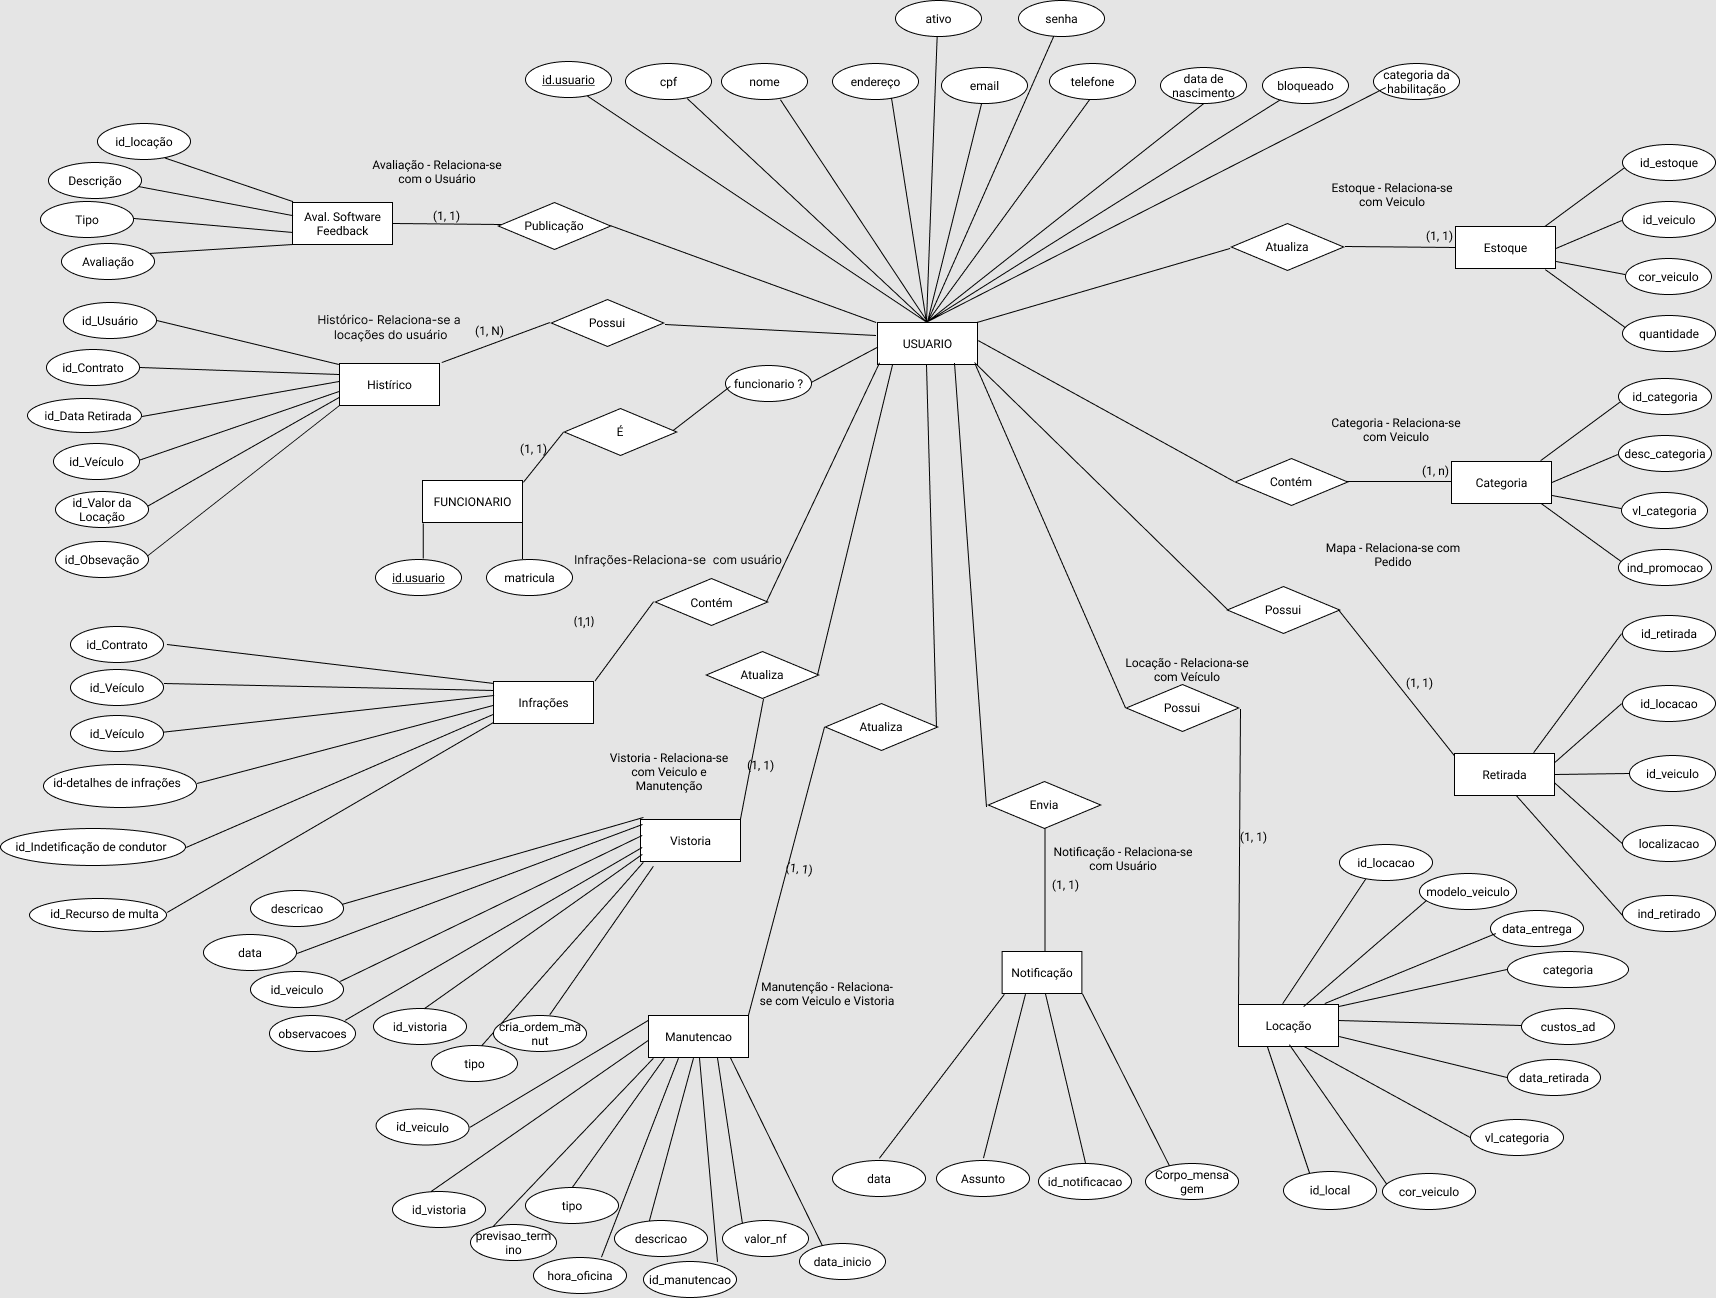 ativo
senha
id.usuario
cpf
nome
endereço
email
telefone
data de
nascimento
bloqueado
categoria da
habilitação
id_locação
Descrição
Tipo
Avaliação
Avaliação - Relaciona-se
com o Usuário
Aval. Software
Feedback
(1, 1)
Publicação
Estoque - Relaciona-se
com Veiculo
Atualiza
(1, 1)
Estoque
id_estoque
id_veiculo
cor_veiculo
quantidade
id_Usuário
id_Contrato
id_Data Retirada
id_Veículo
id_Valor da
Locação
id_Obsevação
Histórico- Relaciona-se a
locações do usuário
(1, N)
Possui
Histírico
USUARIO
funcionario ?
É
(1, 1)
FUNCIONARIO
id.usuario
matricula
Categoria - Relaciona-se
com Veiculo
Contém
(1, n)
Categoria
id_categoria
desc_categoria
vl_categoria
ind_promocao
Infrações-Relaciona-se  com usuário
Contém
(1,1)
Infrações
id_Contrato
id_Veículo
id_Veículo
id-detalhes de infrações
id_Indetificação de condutor
id_Recurso de multa
Mapa - Relaciona-se com
Pedido
Possui
(1, 1)
Retirada
id_retirada
id_locacao
id_veiculo
localizacao
ind_retirado
Atualiza
Vistoria - Relaciona-se
com Veiculo e
Manutenção
(1, 1)
Vistoria
descricao
data
id_veiculo
observacoes
id_vistoria
tipo
cria_ordem_ma
nut
Atualiza
(1, 1)
Manutenção - Relaciona-
se com Veiculo e Vistoria
Manutencao
id_veiculo
id_vistoria
previsao_term
ino
tipo
hora_oficina
descricao
id_manutencao
valor_nf
data_inicio
Envia
Notificação - Relaciona-se
com Usuário
(1, 1)
Notificação
data
Assunto
id_notificacao
Corpo_mensa
gem
Locação - Relaciona-se
com Veículo
Possui
(1, 1)
Locação
id_locacao
modelo_veiculo
data_entrega
categoria
custos_ad
data_retirada
vl_categoria
id_local
cor_veiculo